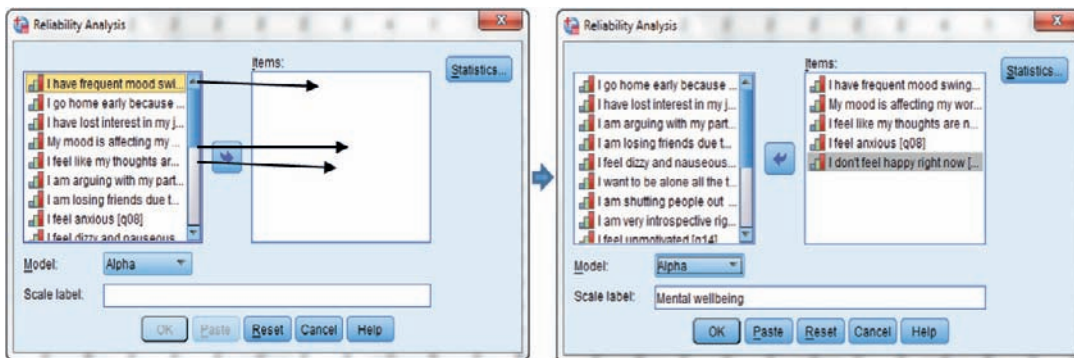 Reliability Analysis
Items:
Statistics...
I have frequent mood swi...
I go home early because ...
I have lost interest in my j...
My mood is affecting my ...
I feel like my thoughts ar...
I am arguing with my part...
I am losing friends due t...
I feel anxious [q08]
I feel dizzy and nauseous
Model:
Alpha
Scale label:
OK
Paste
Reset
Cancel
Help
Reliability Analysis
Items:
Statistics...
I go home early because ...
I have lost interest in my j...
I am arguing with my part...
I am losing friends due t...
I feel dizzy and nauseous...
I want to be alone all the t...
I am shutting people out ...
I am very introspective rig...
I feel unmotivated [q14]
I have frequent mood swing...
My mood is affecting my wor...
I feel like my thoughts are n...
I feel anxious [q08]
I don't feel happy right now [...
Model:
Alpha
Scale label:
Mental wellbeing
OK
Paste
Reset
Cancel
Help